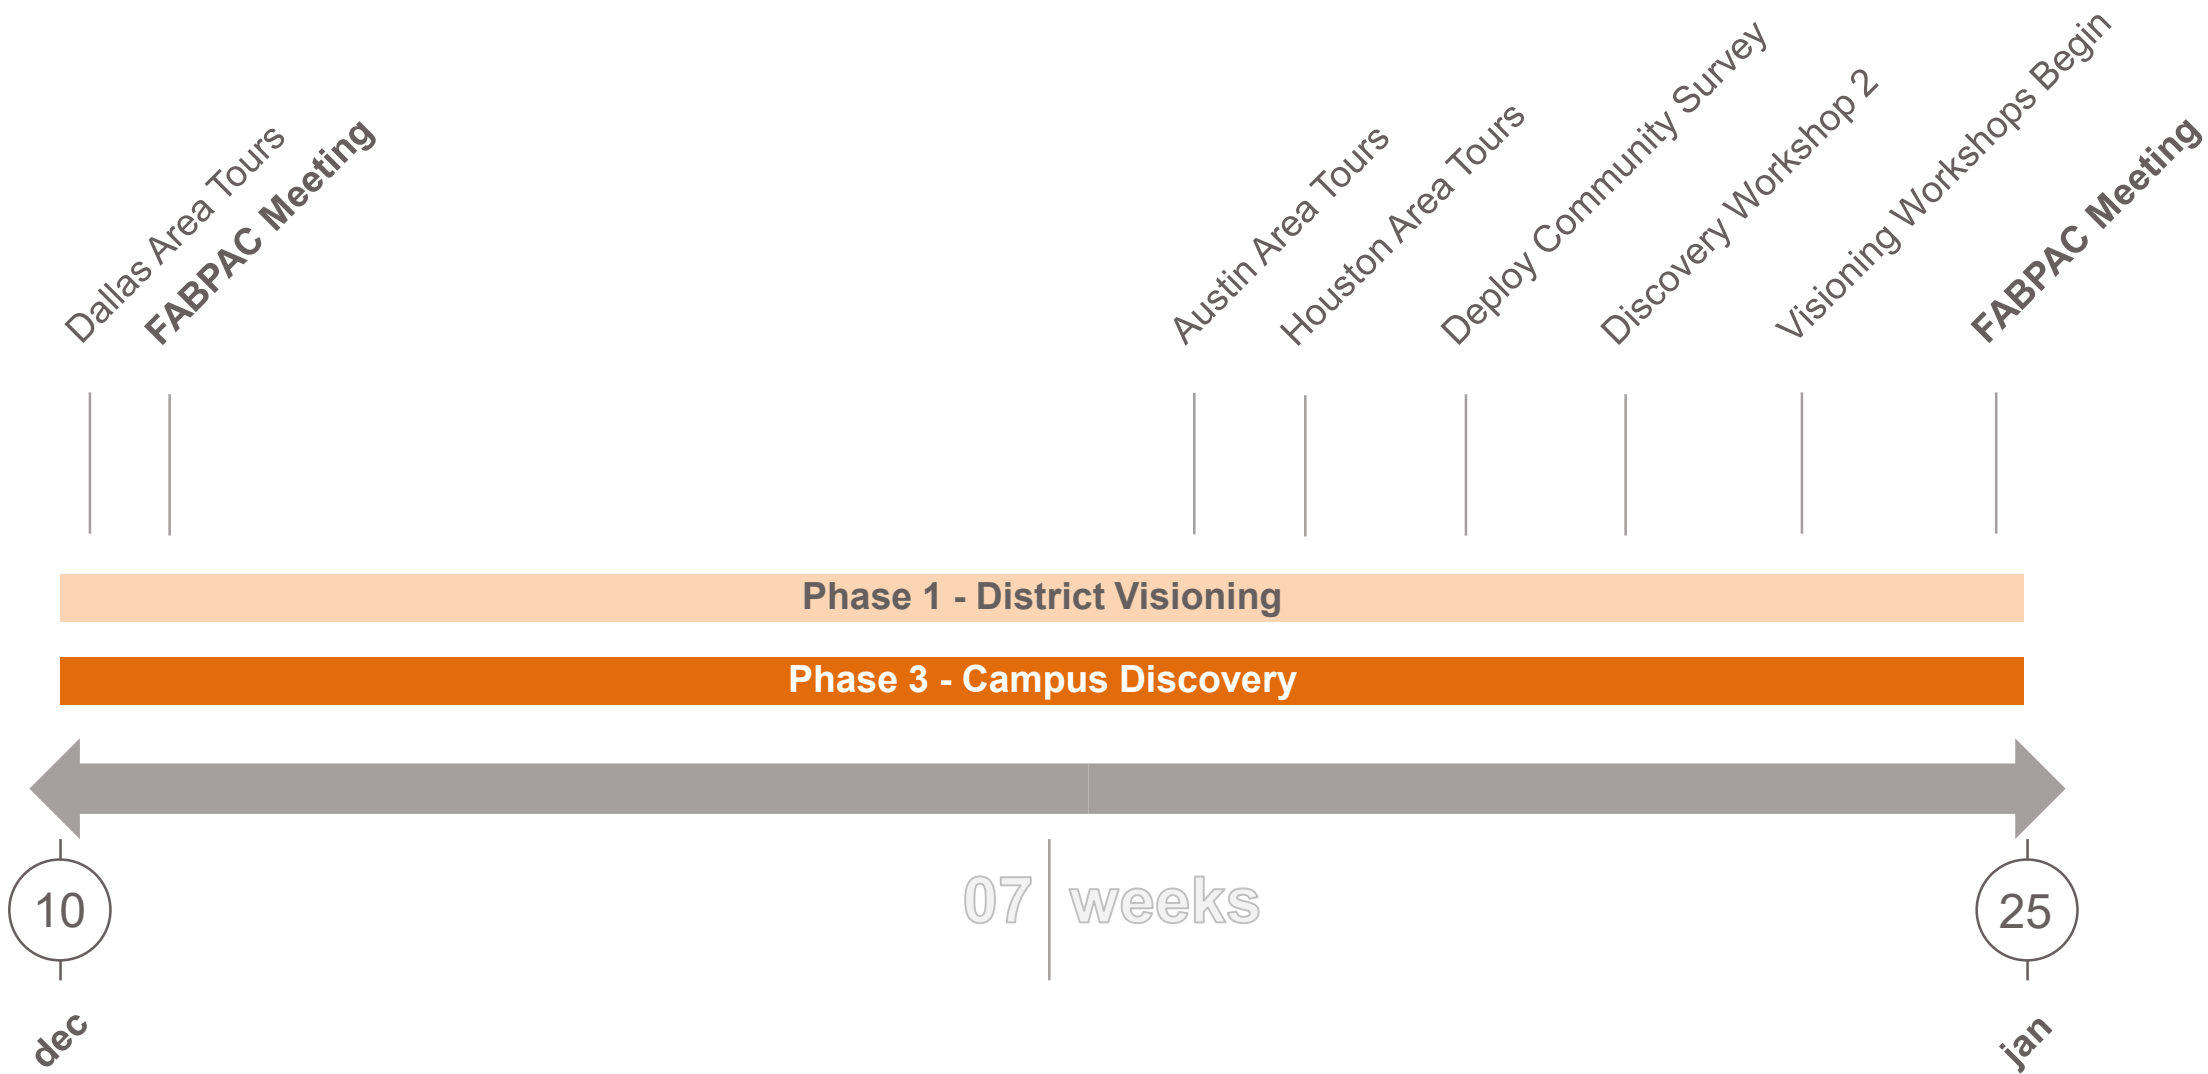 Dallas Area Tours
FABPAC Meeting
Austin Area Tours
Houston Area Tours
Deploy Community Survey
Discovery Workshop 2
Visioning Workshops Begin
FABPAC Meeting
Phase 1 - District Visioning
Phase 3 - Campus Discovery
10
07 weeks
25
dec
jan